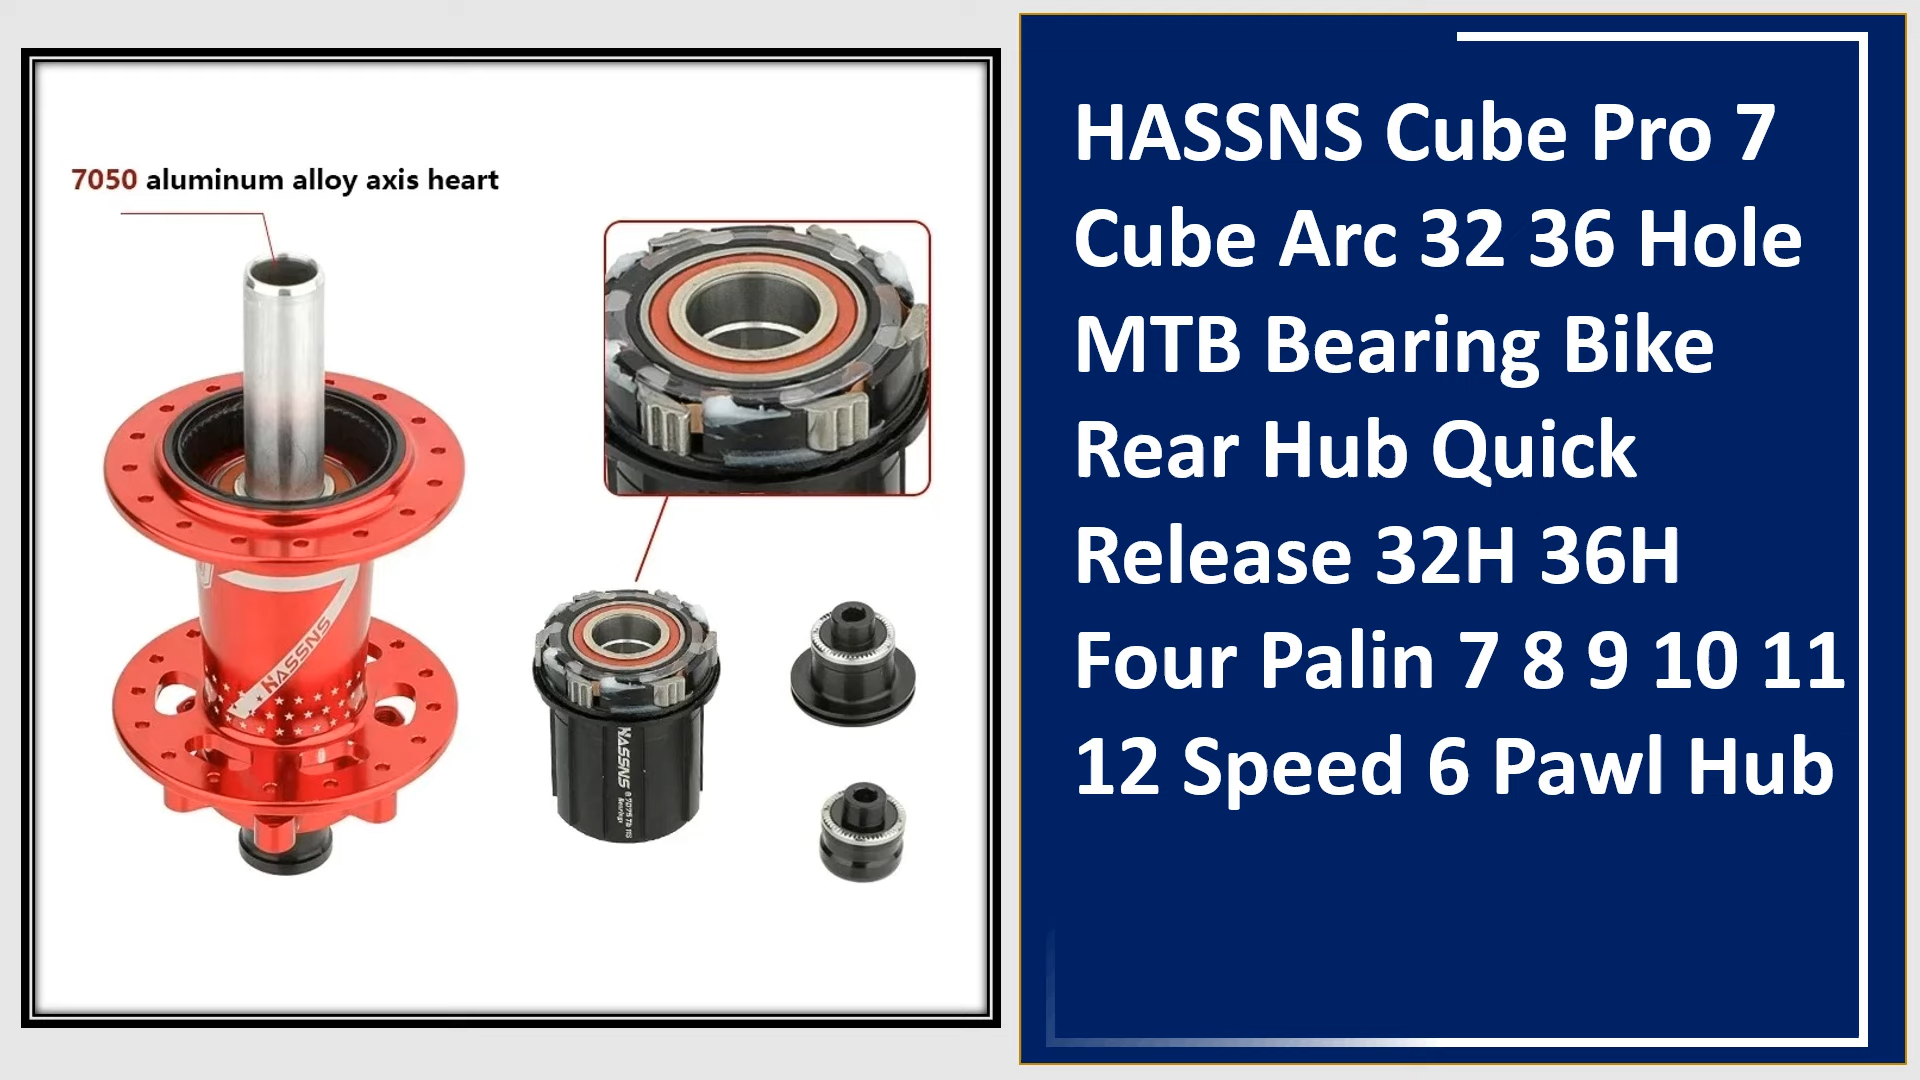 7050 aluminum alloy axis heart
7
HASSNS
HASSNS
HASSNS Cube Pro 7
Cube Arc 32 36 Hole
MTB Bearing Bike
Rear Hub Quick
Release 32H 36H
Four Palin 7 8 9 10 11
12 Speed 6 Pawl Hub